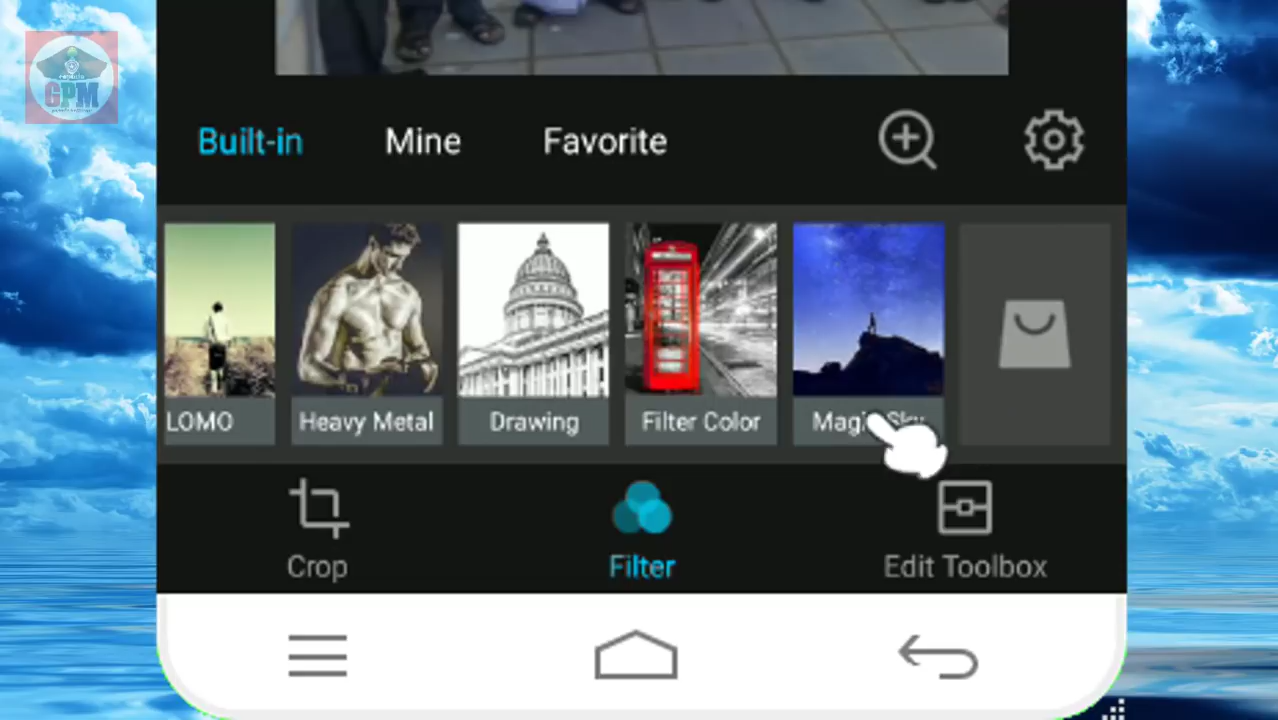 GPM
Built-in Mine Favorite
LOMO Heavy Metal Drawing Filter Color Magic Sky
Crop Filter Edit Toolbox